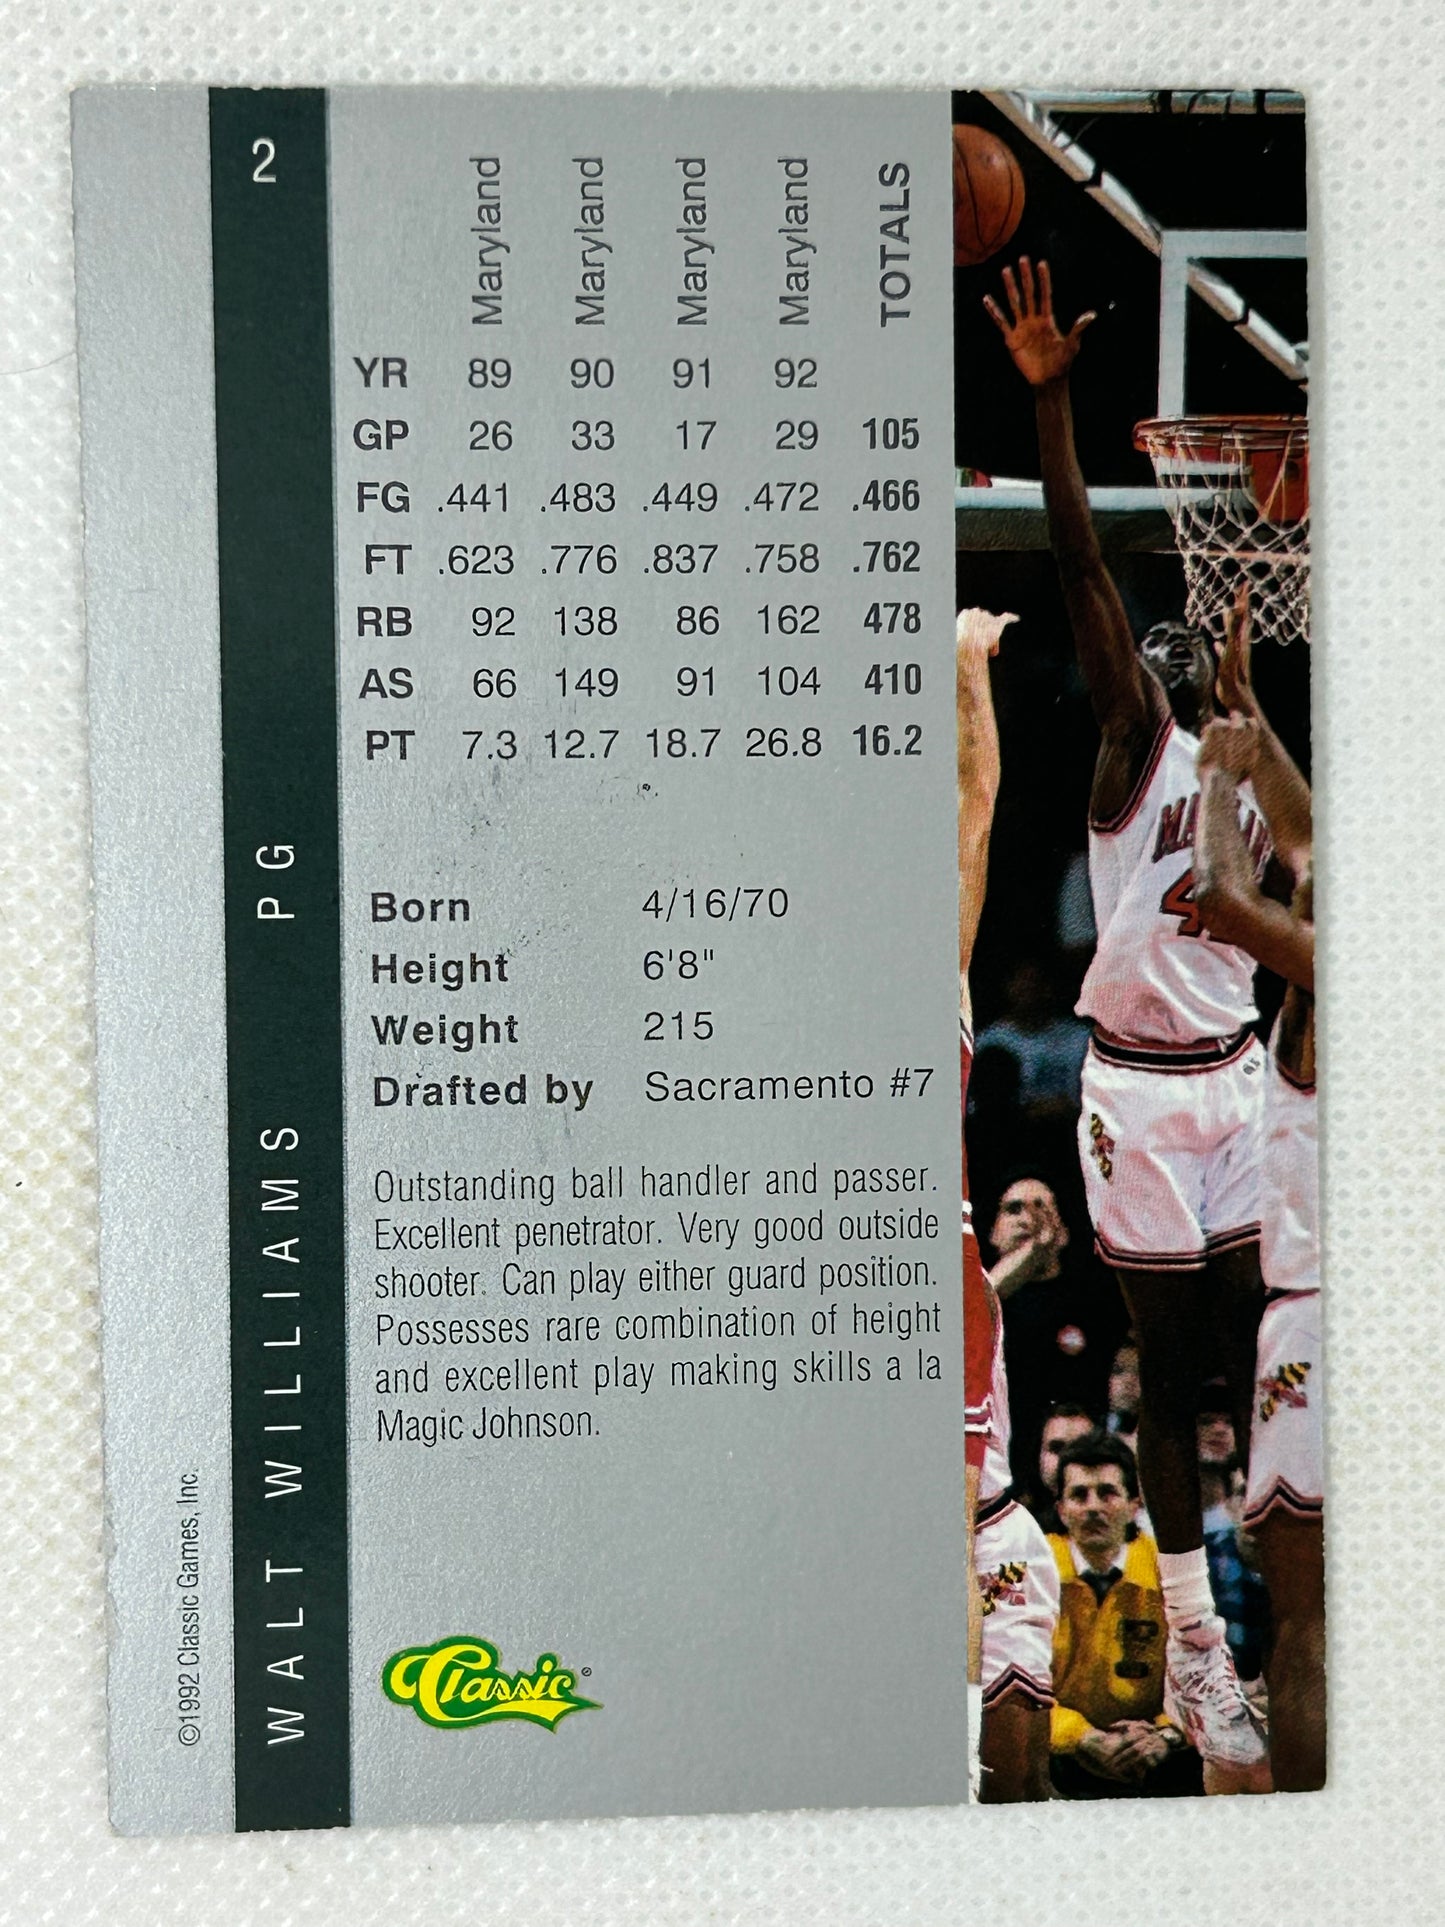 2
Maryland Maryland Maryland Maryland TOTALS
YR 89 90 91 92
GP 26 33 17 29 105
FG .441 .483 .449 .472 .466
FT .623 .776 .837 .758 .762
RB 92 138 86 162 478
AS 66 149 91 104 410
PT 7.3 12.7 18.7 26.8 16.2
Born 4/16/70
Height 6'8"
Weight 215
Drafted by Sacramento #7
Outstanding ball handler and passer.
Excellent penetrator. Very good outside
shooter. Can play either guard position.
Possesses rare combination of height
and excellent play making skills a la
Magic Johnson.
Classic®
WALT WILLIAMS PG
©1992 Classic Games, Inc.